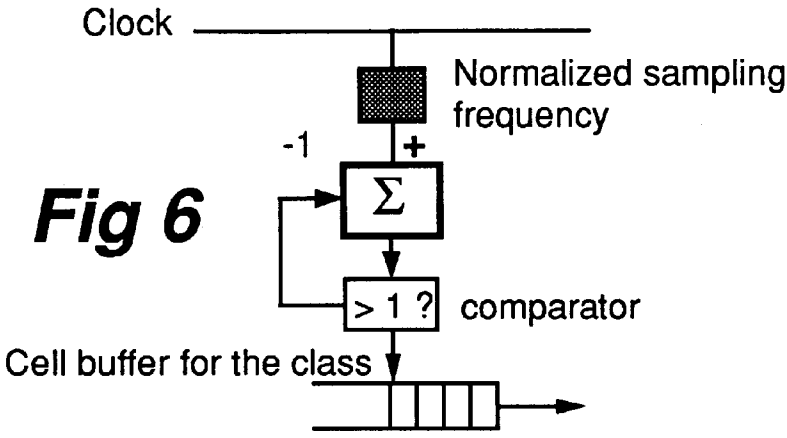 Clock
Normalized sampling
frequency
-1 +
Σ
Fig 6
> 1 ?
comparator
Cell buffer for the class